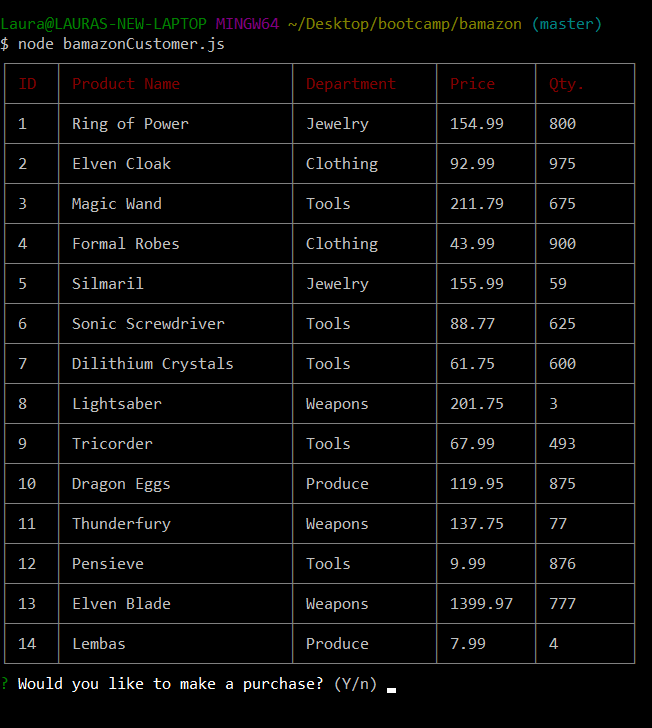 Laura@LAURAS-NEW-LAPTOP MINGW64 ~/Desktop/bootcamp/bamazon (master)
$ node bamazonCustomer.js
ID Product Name Department Price Qty.
1 Ring of Power Jewelry 154.99 800
2 Elven Cloak Clothing 92.99 975
3 Magic Wand Tools 211.79 675
4 Formal Robes Clothing 43.99 900
5 Silmaril Jewelry 155.99 59
6 Sonic Screwdriver Tools 88.77 625
7 Dilithium Crystals Tools 61.75 600
8 Lightsaber Weapons 201.75 3
9 Tricorder Tools 67.99 493
10 Dragon Eggs Produce 119.95 875
11 Thunderfury Weapons 137.75 77
12 Pensieve Tools 9.99 876
13 Elven Blade Weapons 1399.97 777
14 Lembas Produce 7.99 4
? Would you like to make a purchase? (Y/n)